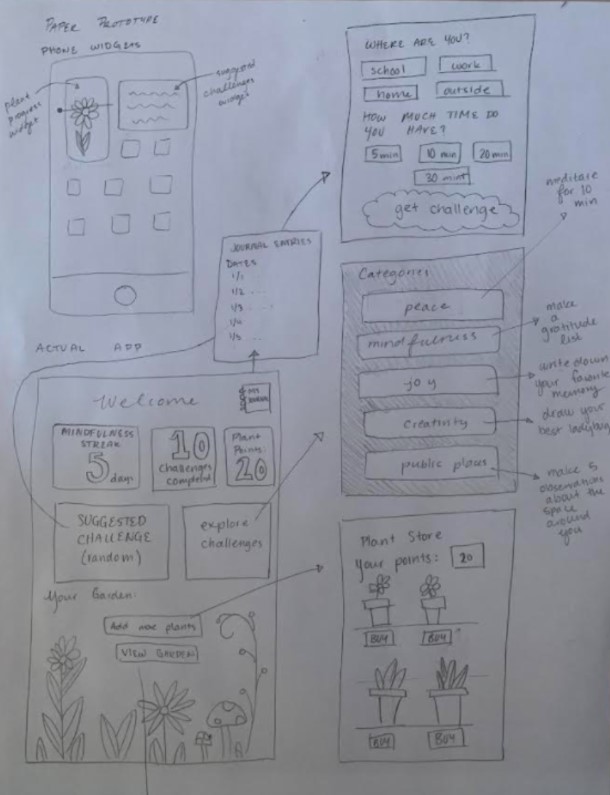 PAPER PROTOTYPE
PHONE WIDGETS
plant
progress
widget
suggested
challenges
widget
WHERE ARE YOU?
school
work
home
outside
HOW MUCH TIME DO
YOU HAVE?
5 min
10 min
20 min
30 mint
get challenge
JOURNAL ENTRIES
DATES
1/1
1/2 ...
1/3 ...
1/4
1/5 ...
Categories
peace
mindfulness
joy
creativity
public places
meditate
for 10
min
make
a
gratitude
list
write down
your favorite
memory
draw your
best ladybug
make 5
observations
about the
space
around
you
ACTUAL APP
Welcome
MY
MINDFULNESS
STREAK
5 days
10
Challenges
completed
Plant
Points:
20
SUGGESTED
CHALLENGE
(random)
explore
challenges
Your Garden:
Add more plants
VIEW GARDEN
Plant Store
Your points: 20
BUY
BUY
BUY
BUY